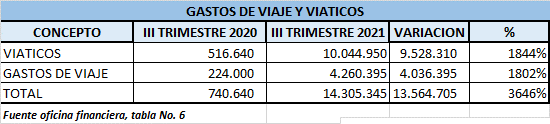 GASTOS DE VIAJE Y VIATICOS
CONCEPTO III TRIMESTRE 2020 III TRIMESTRE 2021 VARIACION %
VIATICOS 516.640 10.044.950 9.528.310 1844%
GASTOS DE VIAJE 224.000 4.260.395 4.036.395 1802%
TOTAL 740.640 14.305.345 13.564.705 3646%
Fuente oficina financiera, tabla No. 6